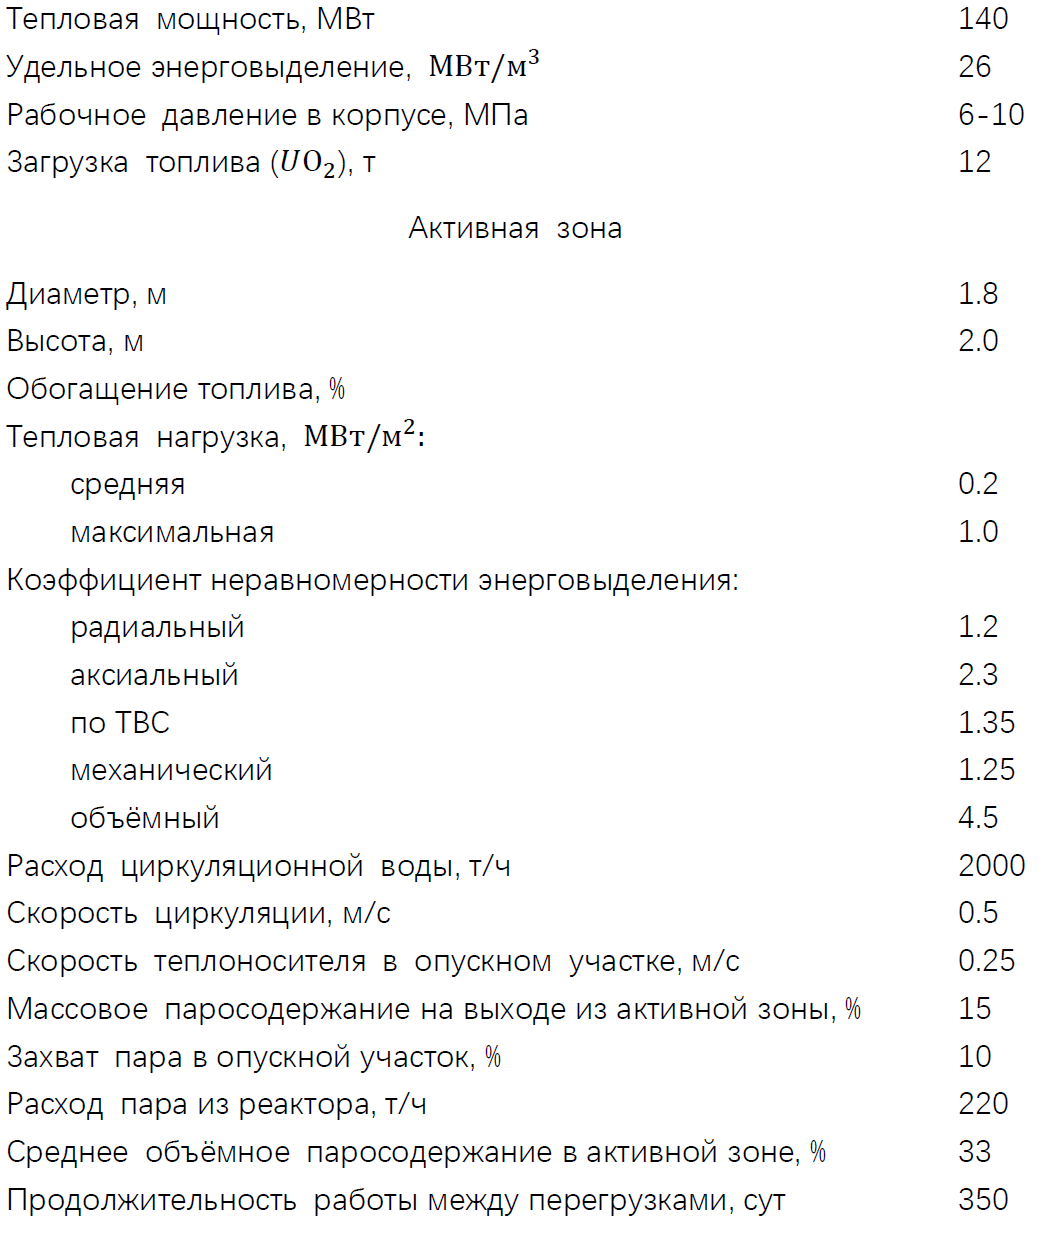 Тепловая мощность, МВт 140
Удельное энерговыделение, МВт/м³ 26
Рабочное давление в корпусе, МПа 6-10
Загрузка топлива (UO₂), т 12
Активная зона
Диаметр, м 1.8
Высота, м 2.0
Обогащение топлива, %
Тепловая нагрузка, МВт/м²:
средняя 0.2
максимальная 1.0
Коэффициент неравномерности энерговыделения:
радиальный 1.2
аксиальный 2.3
по ТВС 1.35
механический 1.25
объёмный 4.5
Расход циркуляционной воды, т/ч 2000
Скорость циркуляции, м/с 0.5
Скорость теплоносителя в опускном участке, м/с 0.25
Массовое паросодержание на выходе из активной зоны, % 15
Захват пара в опускной участок, % 10
Расход пара из реактора, т/ч 220
Среднее объёмное паросодержание в активной зоне, % 33
Продолжительность работы между перегрузками, сут 350